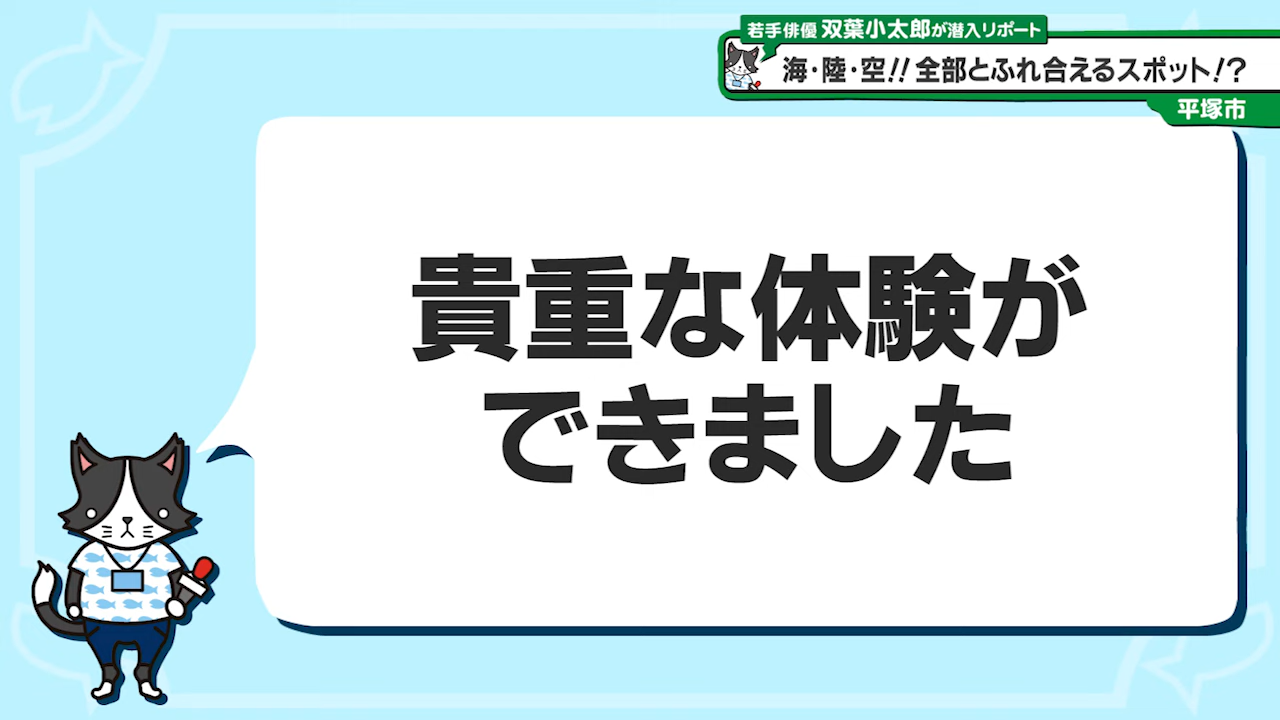 若手俳優 双葉小太郎が潜入リポート
海・陸・空!! 全部とふれ合えるスポット!?
平塚市
貴重な体験が
できました